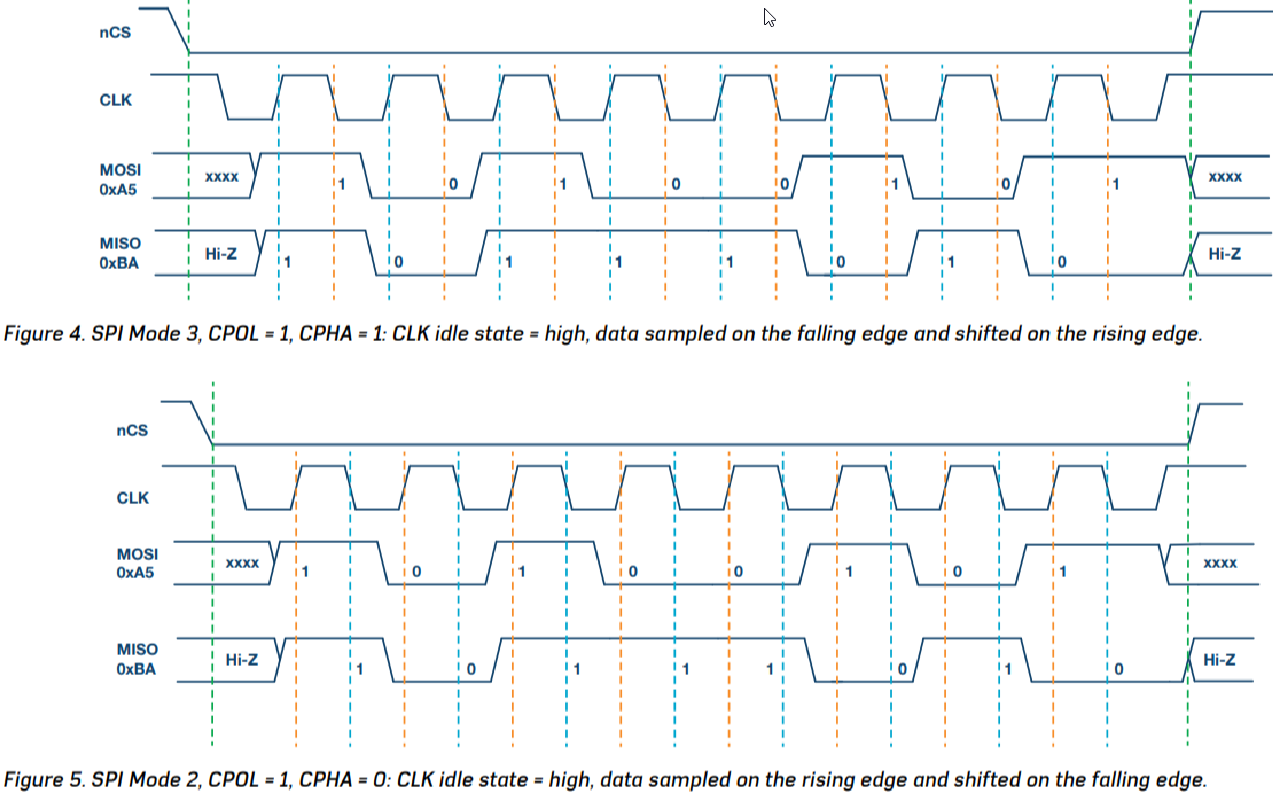 nCS
CLK
MOSI
0xA5
xxxx 1 0 1 0 0 1 0 1 xxxx
MISO
0xBA
Hi-Z 1 0 1 1 1 0 1 0 Hi-Z
Figure 4. SPI Mode 3, CPOL = 1, CPHA = 1: CLK idle state = high, data sampled on the falling edge and shifted on the rising edge.
nCS
CLK
MOSI
0xA5
xxxx 1 0 1 0 0 1 0 1 xxxx
MISO
0xBA
Hi-Z 1 0 1 1 1 0 1 0 Hi-Z
Figure 5. SPI Mode 2, CPOL = 1, CPHA = 0: CLK idle state = high, data sampled on the rising edge and shifted on the falling edge.